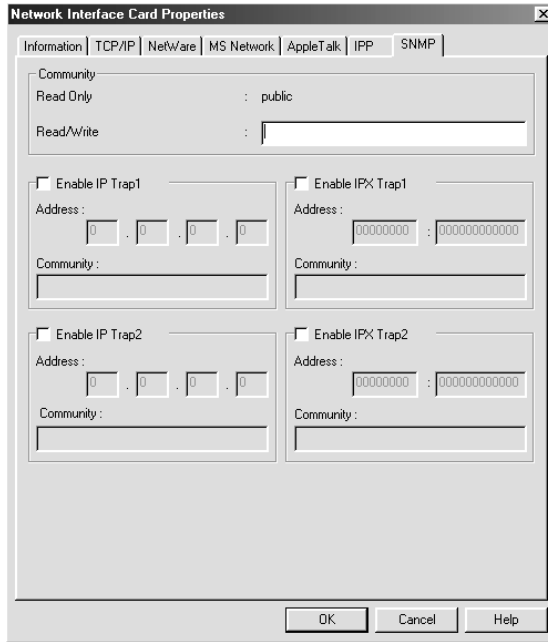 Network Interface Card Properties
Information TCP/IP NetWare MS Network AppleTalk IPP SNMP
Community
Read Only : public
Read/Write :
Enable IP Trap1 Enable IPX Trap1
Address : Address :
0 . 0 . 0 . 0 00000000 : 000000000000
Community : Community :
Enable IP Trap2 Enable IPX Trap2
Address : Address :
0 . 0 . 0 . 0 00000000 : 000000000000
Community : Community :
OK Cancel Help